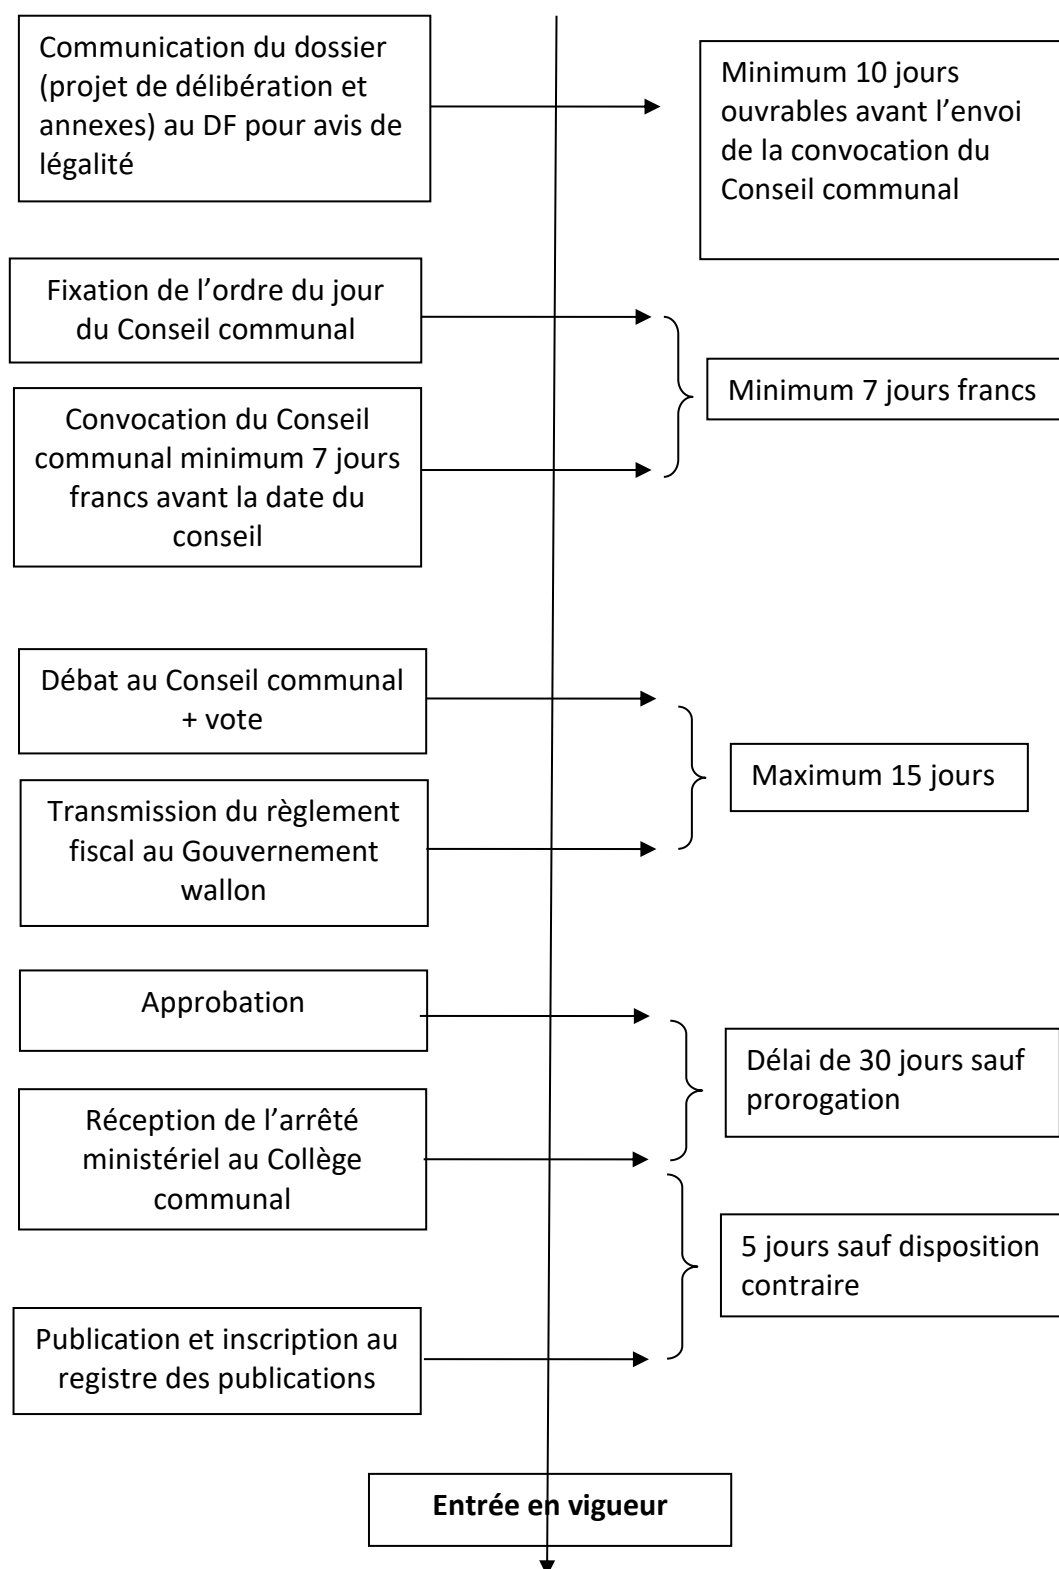 Communication du dossier
(projet de délibération et
annexes) au DF pour avis de
légalité
Minimum 10 jours
ouvrables avant l’envoi
de la convocation du
Conseil communal
Fixation de l’ordre du jour
du Conseil communal
Minimum 7 jours francs
Convocation du Conseil
communal minimum 7 jours
francs avant la date du
conseil
Débat au Conseil communal
+ vote
Maximum 15 jours
Transmission du règlement
fiscal au Gouvernement
wallon
Approbation
Délai de 30 jours sauf
prorogation
Réception de l’arrêté
ministériel au Collège
communal
5 jours sauf disposition
contraire
Publication et inscription au
registre des publications
Entrée en vigueur